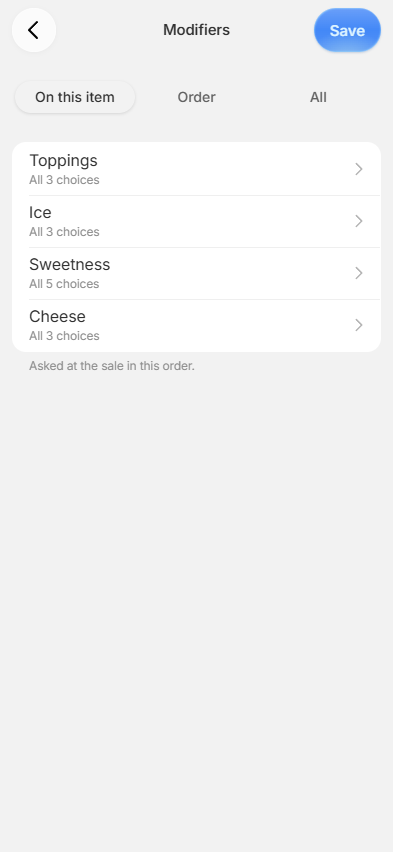 Modifiers
Save
On this item
Order
All
Toppings
All 3 choices
Ice
All 3 choices
Sweetness
All 5 choices
Cheese
All 3 choices
Asked at the sale in this order.